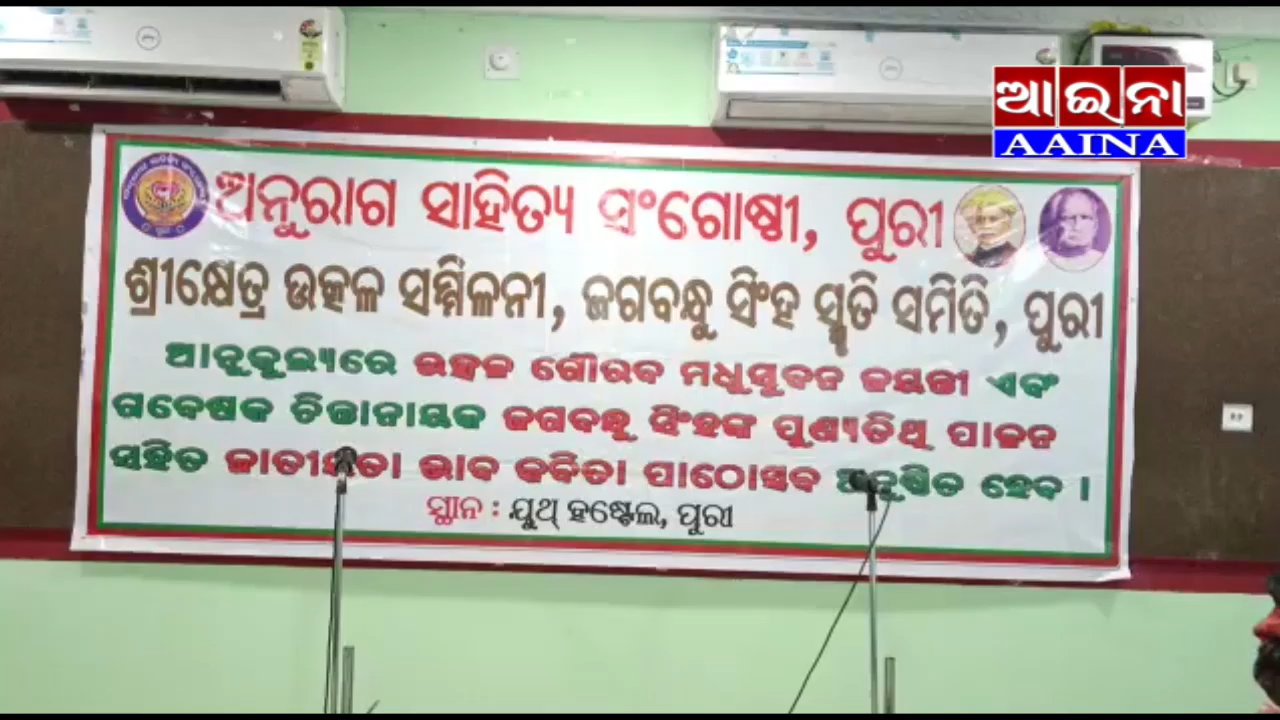 ଆଇନା
AAINA
ଅନୁରାଗ ସାହିତ୍ୟ ସଂଗୋଷ୍ଠୀ, ପୁରୀ
ଶ୍ରୀକ୍ଷେତ୍ର ଉତ୍କଳ ସମ୍ମିଳନୀ, ଜଗବନ୍ଧୁ ସିଂହ ସ୍ମୃତି ସମିତି, ପୁରୀ
ଆନୁକୂଲ୍ୟରେ ଉତ୍କଳ ଗୌରବ ମଧୁସୂଦନ ଜୟନ୍ତୀ ଏବଂ
ଗବେଷକ ଚିନ୍ତାନାୟକ ଜଗବନ୍ଧୁ ସିଂହଙ୍କ ପୁଣ୍ୟତିଥି ପାଳନ
ସହିତ ଜାତୀୟତା ଭାବ କବିତା ପାଠୋତ୍ସବ ଅନୁଷ୍ଠିତ ହେବ ।
ସ୍ଥାନ : ଯୁଥ୍ ହଷ୍ଟେଲ, ପୁରୀ